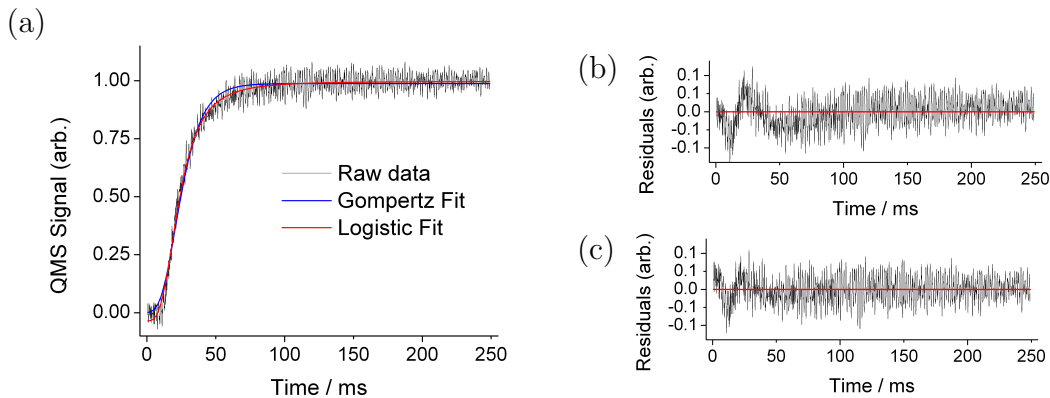 (a)
1.00
0.75
0.50
0.25
0.00
QMS Signal (arb.)
Raw data
Gompertz Fit
Logistic Fit
0 50 100 150 200 250
Time / ms
(b)
0.1
0.1
0.0
-0.1
-0.1
Residuals (arb.)
0 50 100 150 200 250
Time / ms
(c)
0.1
0.1
0.0
-0.1
-0.1
Residuals (arb.)
0 50 100 150 200 250
Time / ms